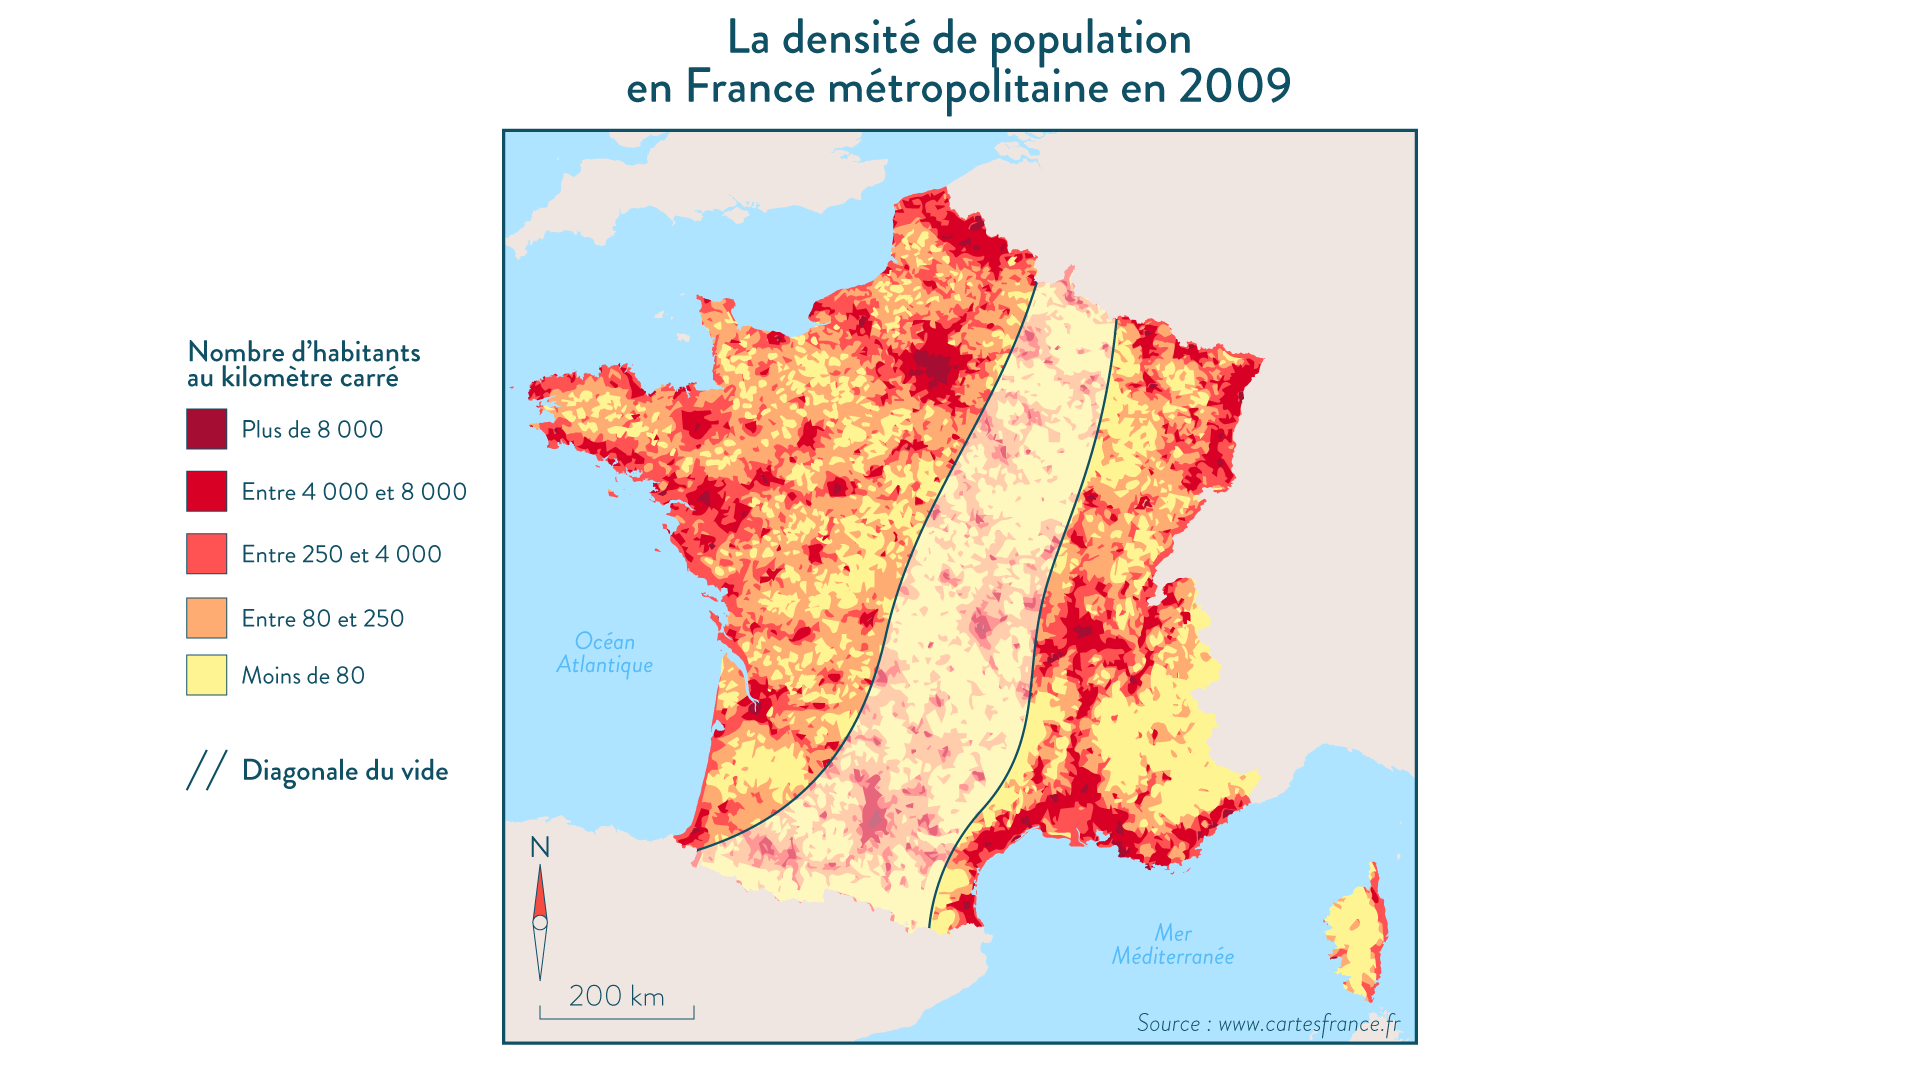 La densité de population
en France métropolitaine en 2009
Nombre d’habitants
au kilomètre carré
Plus de 8 000
Entre 4 000 et 8 000
Entre 250 et 4 000
Entre 80 et 250
Moins de 80
Diagonale du vide
Océan
Atlantique
N
200 km
Mer
Méditerranée
Source : www.cartesfrance.fr